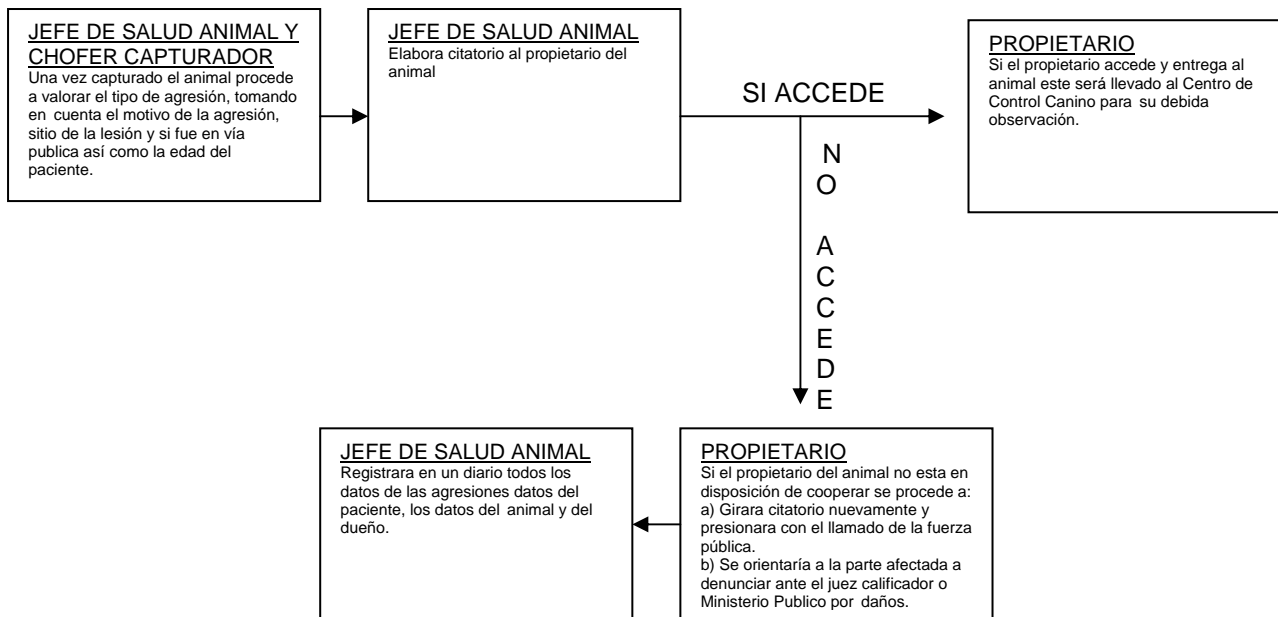 JEFE DE SALUD ANIMAL Y
CHOFER CAPTURADOR
Una vez capturado el animal procede
a valorar el tipo de agresión, tomando
en cuenta el motivo de la agresión,
sitio de la lesión y si fue en vía
publica así como la edad del
paciente.
JEFE DE SALUD ANIMAL
Elabora citatorio al propietario del
animal
SI ACCEDE
PROPIETARIO
Si el propietario accede y entrega al
animal este será llevado al Centro de
Control Canino para su debida
observación.
NO ACCEDE
JEFE DE SALUD ANIMAL
Registrara en un diario todos los
datos de las agresiones datos del
paciente, los datos del animal y del
dueño.
PROPIETARIO
Si el propietario del animal no esta en
disposición de cooperar se procede a:
a) Girara citatorio nuevamente y
presionara con el llamado de la fuerza
pública.
b) Se orientaría a la parte afectada a
denunciar ante el juez calificador o
Ministerio Publico por daños.